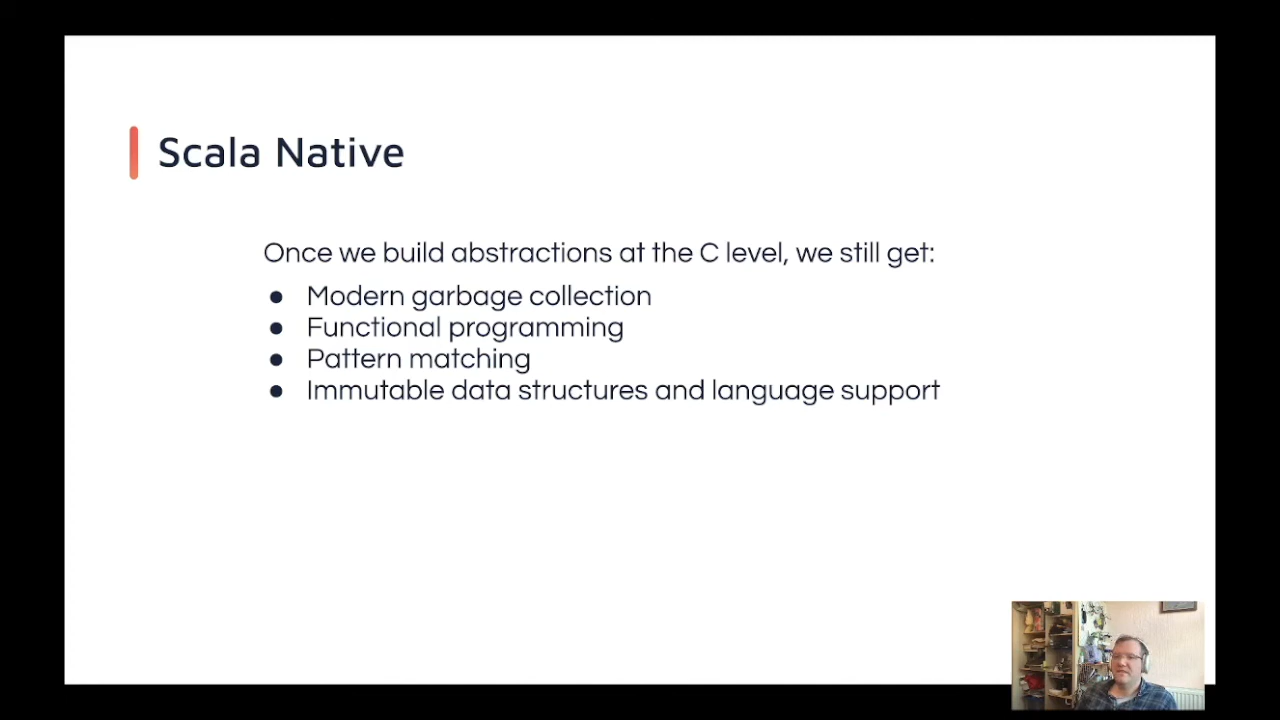 Scala Native
Once we build abstractions at the C level, we still get:
● Modern garbage collection
● Functional programming
● Pattern matching
● Immutable data structures and language support